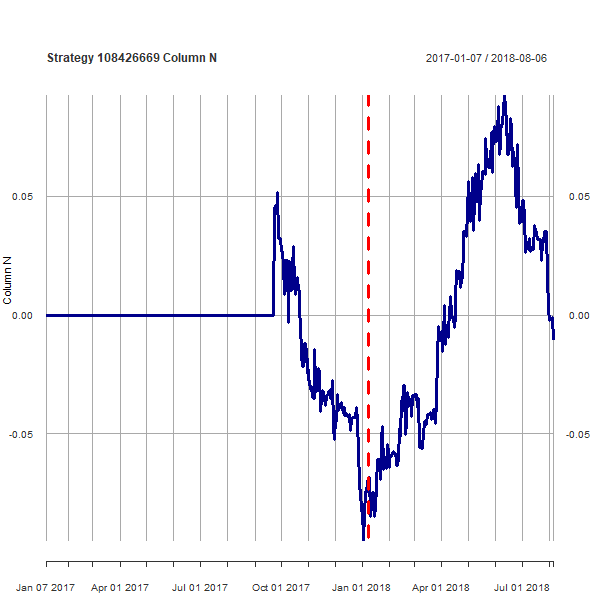 Strategy 108426669 Column N
2017-01-07 / 2018-08-06
Column N
0.05
0.05
0.00
0.00
-0.05
-0.05
Jan 07 2017
Apr 01 2017
Jul 01 2017
Oct 01 2017
Jan 01 2018
Apr 01 2018
Jul 01 2018